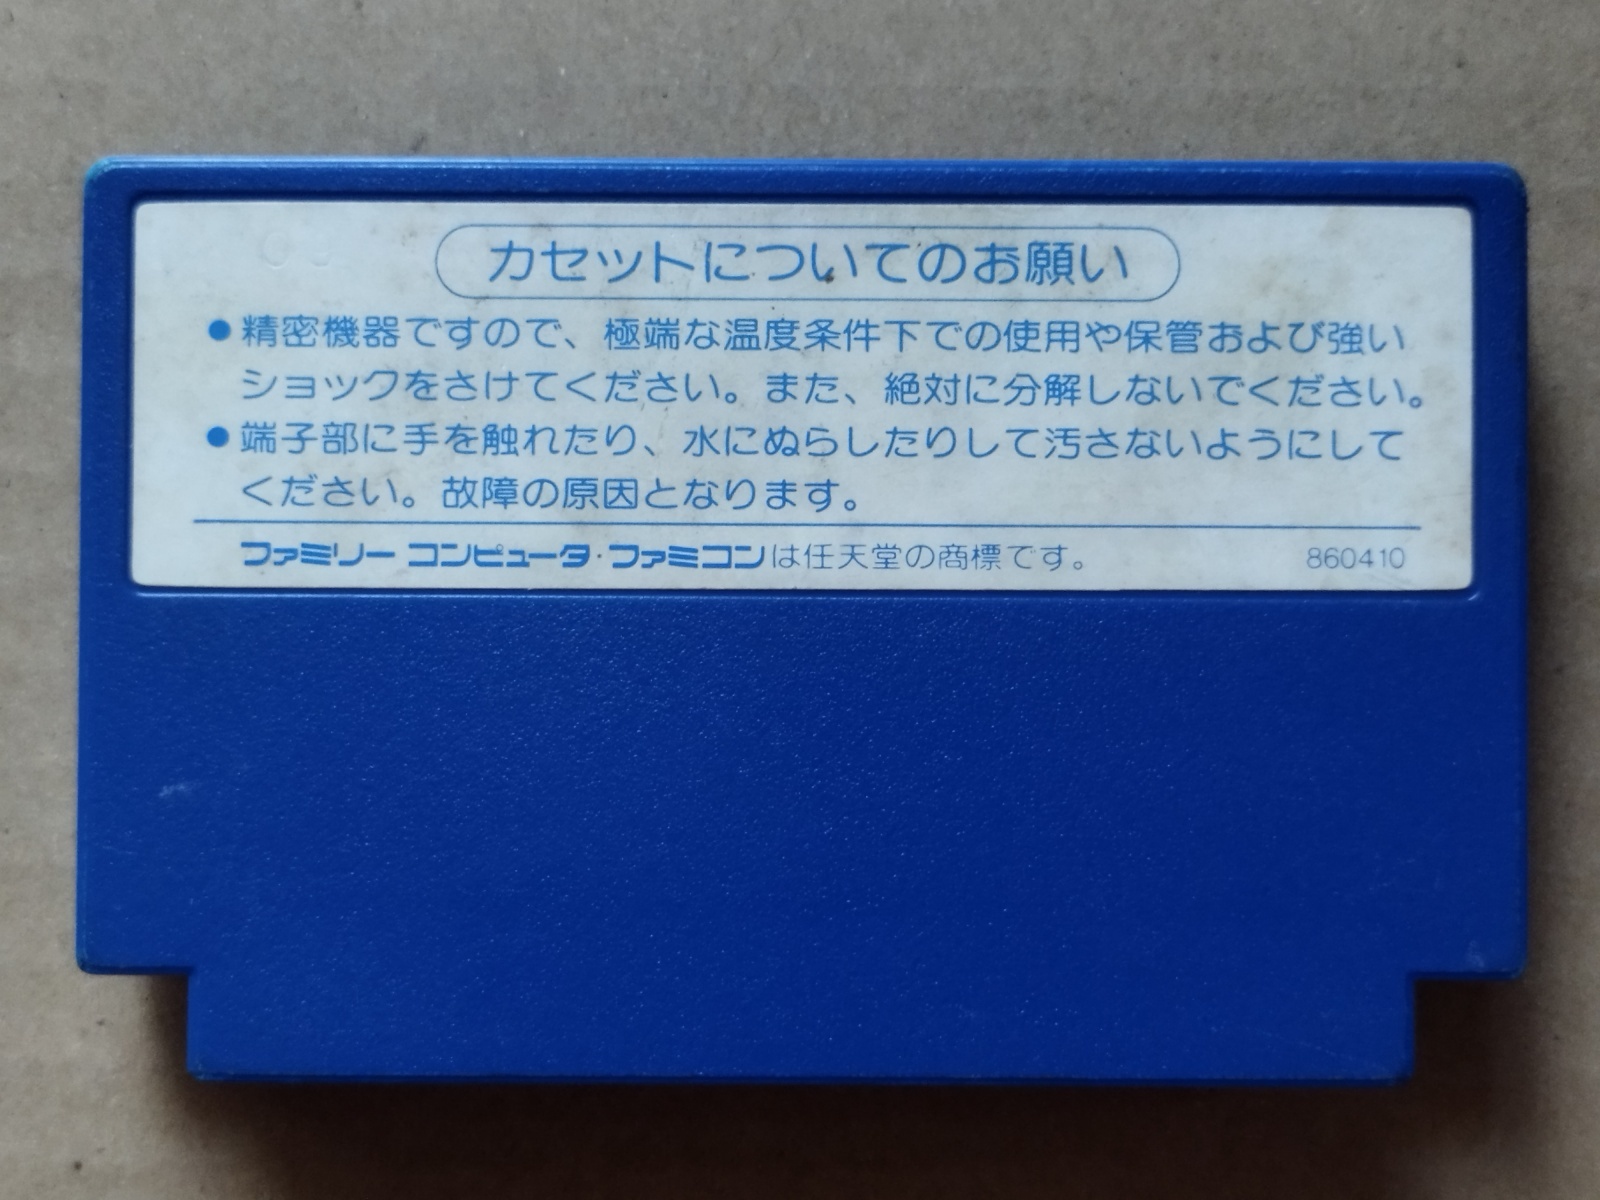 カセットについてのお願い
●精密機器ですので、極端な温度条件下での使用や保管および強い
ショックをさけてください。また、絶対に分解しないでください。
●端子部に手を触れたり、水にぬらしたりして汚さないようにして
ください。故障の原因となります。
ファミリー コンピュータ・ファミコンは任天堂の商標です。 860410